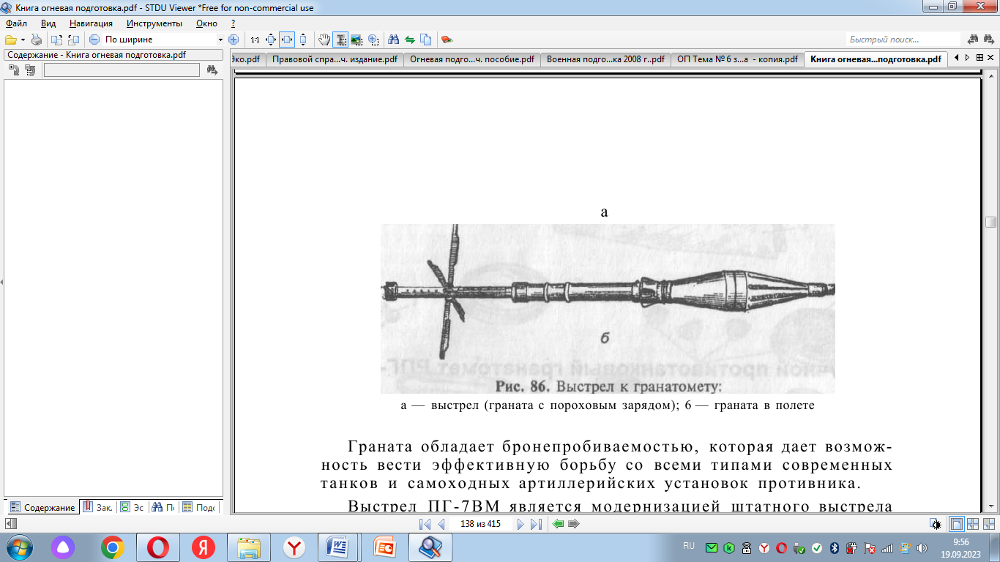 Книга огневая подготовка.pdf - STDU Viewer *Free for non-commercial use
Файл Вид Навигация Инструменты Окно ?
По ширине 1:1 Быстрый поиск...
Содержание - Книга огневая подготовка.pdf
Эко.pdf Правовой спра...ч. издание.pdf Огневая подго...ч. пособие.pdf Военная подго...ка 2008 г..pdf ОП Тема № 6 з...а - копия.pdf Книга огневая...подготовка.pdf
а
б
Рис. 86. Выстрел к гранатомету:
а — выстрел (граната с пороховым зарядом); б — граната в полете
Граната обладает бронепробиваемостью, которая дает возмож-
ность вести эффективную борьбу со всеми типами современных
танков и самоходных артиллерийских установок противника.
Выстрел ПГ-7ВМ является модернизацией штатного выстрела
Содержание Зак. Эс По Подс
138 из 415
RU
9:56
19.09.2023